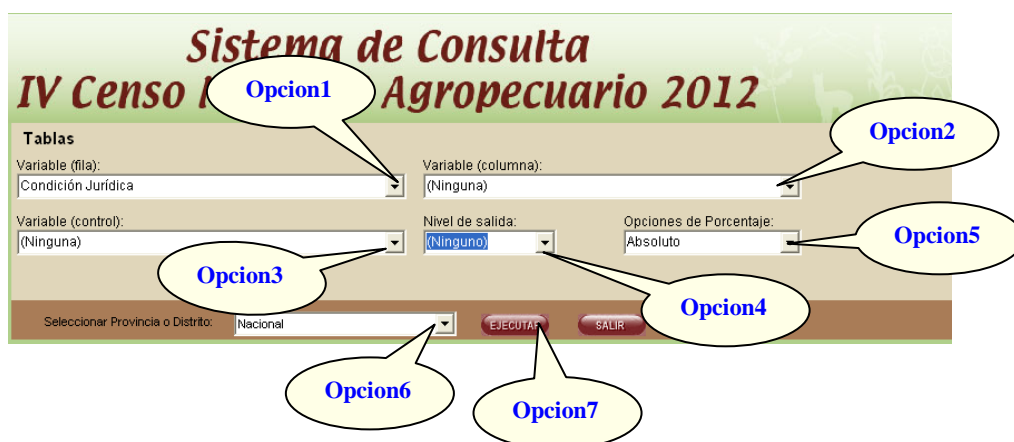 Sistema de Consulta
IV Censo N Agropecuario 2012
Opcion1
Opcion2
Tablas
Variable (fila):
Variable (columna):
Condición Jurídica
(Ninguna)
Variable (control):
Nivel de salida:
Opciones de Porcentaje:
(Ninguna)
(Ninguno)
Absoluto
Opcion5
Opcion3
Opcion4
Seleccionar Provincia o Distrito:
Nacional
EJECUTAR
SALIR
Opcion6
Opcion7